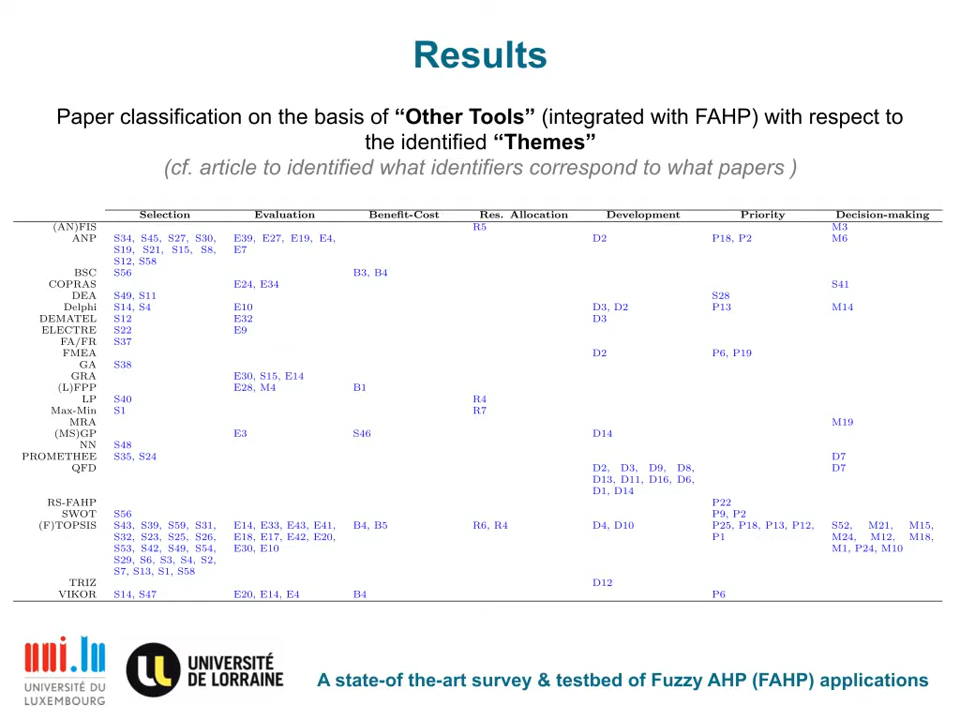 Results
Paper classification on the basis of “Other Tools” (integrated with FAHP) with respect to
the identified “Themes”
(cf. article to identified what identifiers correspond to what papers )
Selection Evaluation Benefit-Cost Res. Allocation Development Priority Decision-making
(AN)FIS R5 M3
ANP S34, S45, S27, S30, E39, E27, E19, E4, D2 P18, P2 M6
S19, S21, S15, S8, E7
S12, S58
BSC S56 B3, B4
COPRAS E24, E34 S41
DEA S49, S11 S28
Delphi S14, S4 E10 D3, D2 P13 M14
DEMATEL S12 E32 D3
ELECTRE S22 E9
FA/FR S37
FMEA D2 P6, P19
GA S38
GRA E30, S15, E14
(L)FPP E28, M4 B1
LP S40 R4
Max-Min S1 R7
MRA M19
(MS)GP E3 S46 D14
NN S48
PROMETHEE S35, S24 D7
QFD D2, D3, D9, D8, D7
D13, D11, D16, D6,
D1, D14
RS-FAHP P22
SWOT S56 P9, P2
(F)TOPSIS S43, S39, S59, S31, E14, E33, E43, E41, B4, B5 R6, R4 D4, D10 P25, P18, P13, P12, S52, M21, M15,
S32, S23, S25, S26, E18, E17, E42, E20, P1 M24, M12, M18,
S53, S42, S49, S54, E30, E10 M1, P24, M10
S29, S6, S3, S4, S2,
S7, S13, S1, S58
TRIZ D12
VIKOR S14, S47 E20, E14, E4 B4 P6
uni.lu
UNIVERSITÉ DU
LUXEMBOURG
UNIVERSITÉ
DE LORRAINE
A state-of the-art survey & testbed of Fuzzy AHP (FAHP) applications